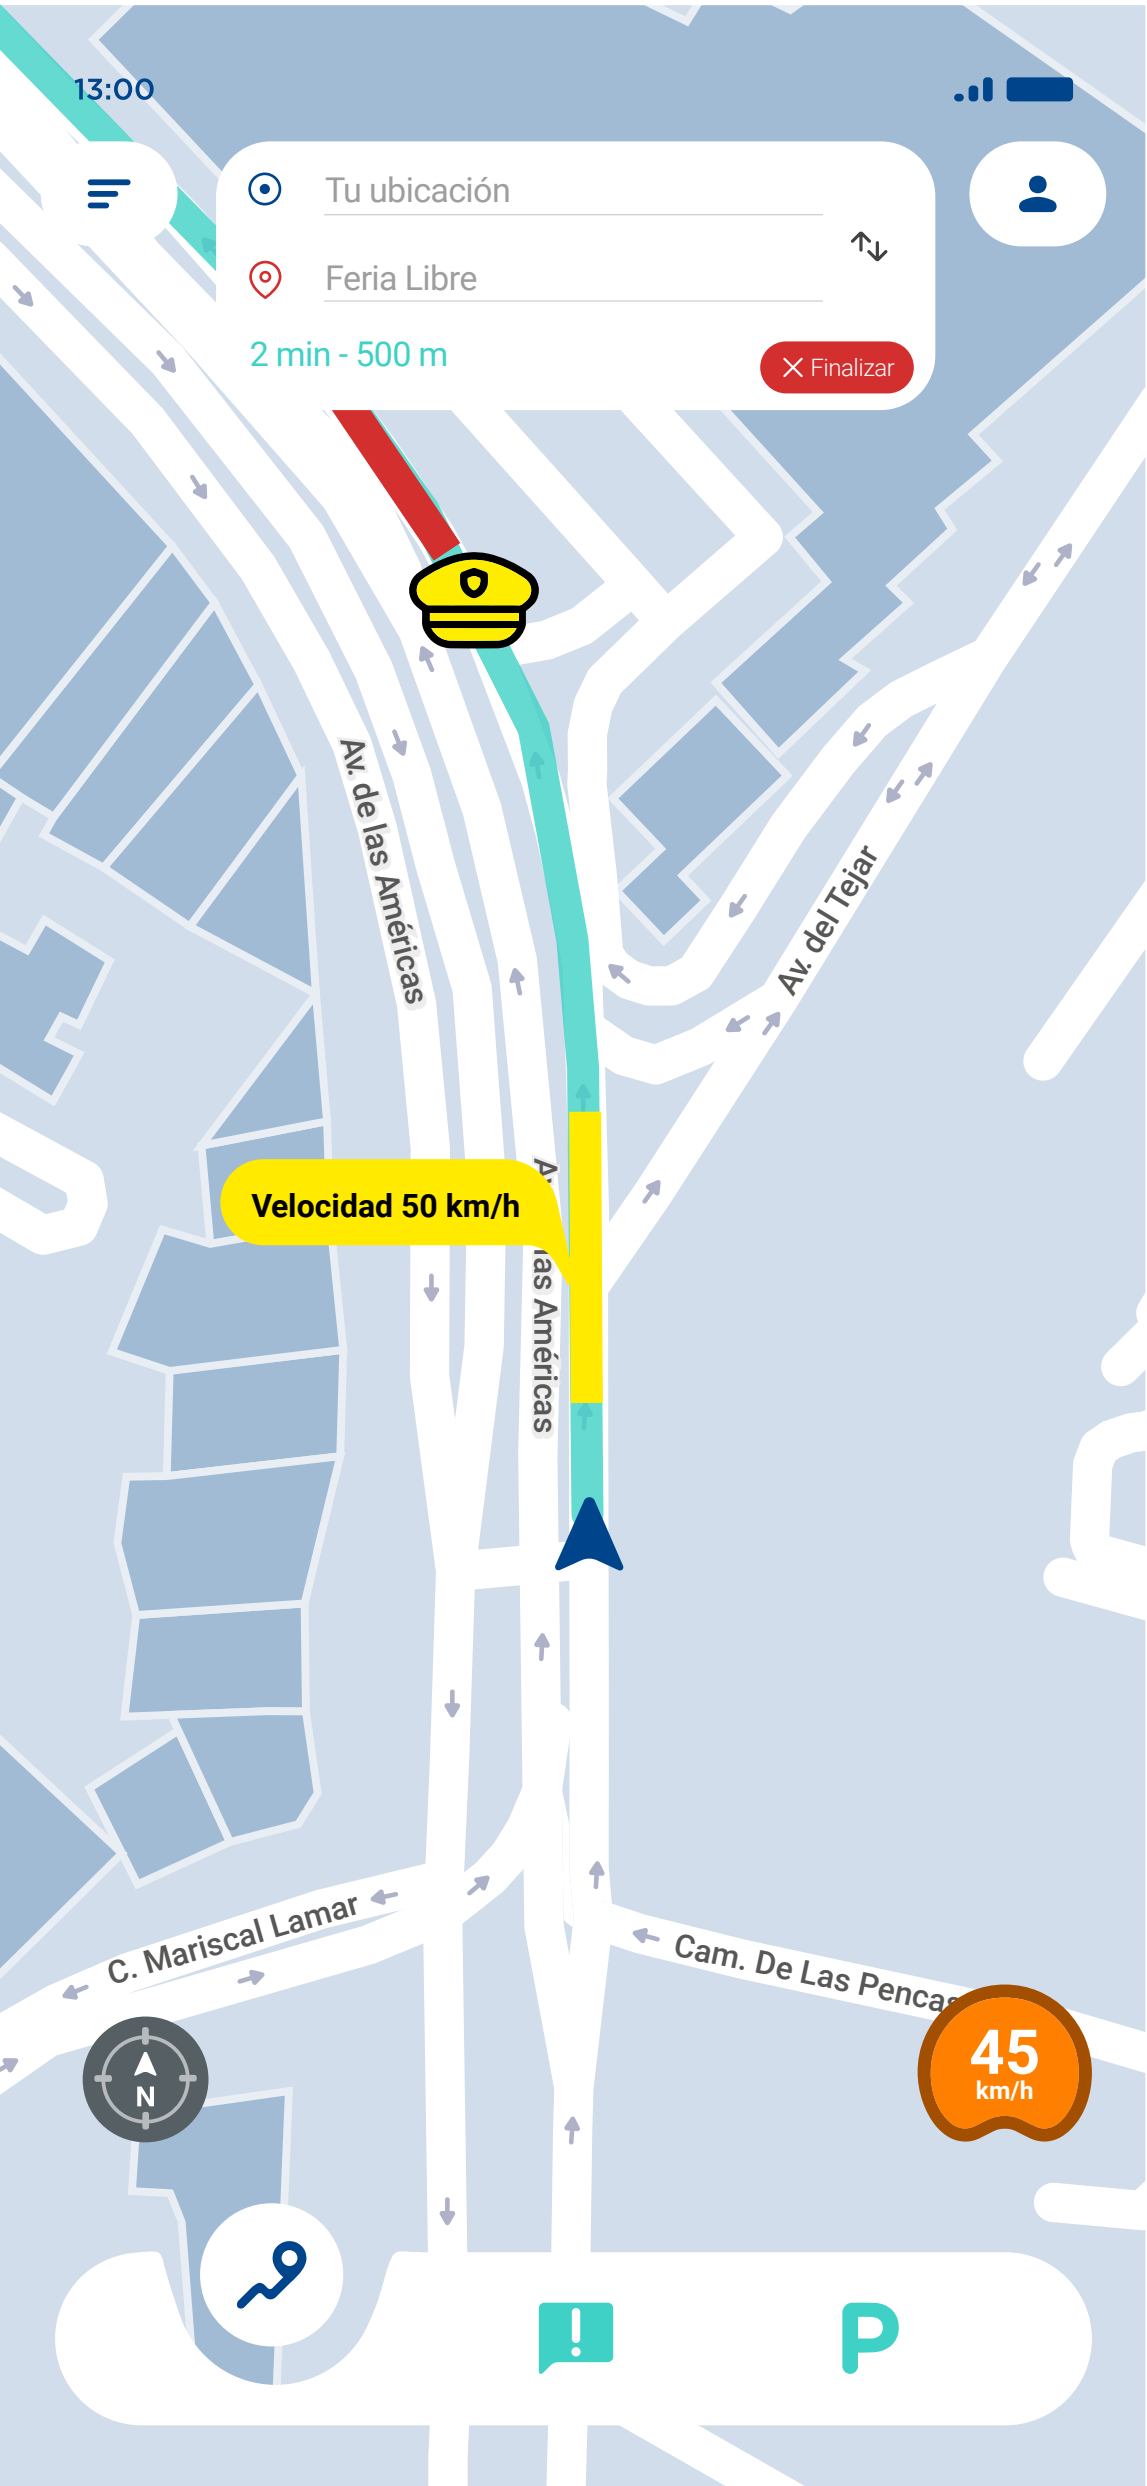 13:00
Tu ubicación
Feria Libre
2 min - 500 m
Finalizar
Av. de las Américas
Av. del Tejar
Velocidad 50 km/h
las Américas
C. Mariscal Lamar
Cam. De Las Pencas
45
km/h
N
P